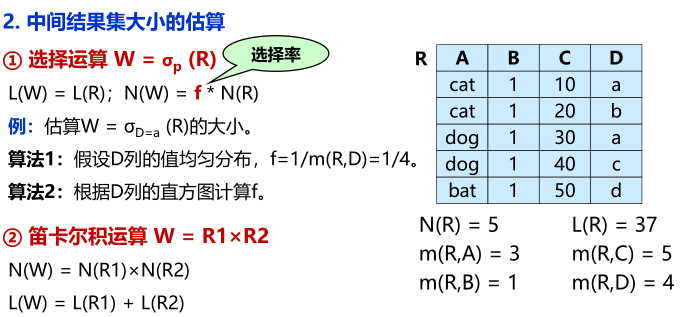 2. 中间结果集大小的估算
① 选择运算 W = σp (R)
选择率
L(W) = L(R)；N(W) = f * N(R)
例：估算W = σD=a (R)的大小。
算法1：假设D列的值均匀分布，f=1/m(R,D)=1/4。
算法2：根据D列的直方图计算f。
② 笛卡尔积运算 W = R1×R2
N(W) = N(R1)×N(R2)
L(W) = L(R1) + L(R2)
R A B C D
cat 1 10 a
cat 1 20 b
dog 1 30 a
dog 1 40 c
bat 1 50 d
N(R) = 5 L(R) = 37
m(R,A) = 3 m(R,C) = 5
m(R,B) = 1 m(R,D) = 4